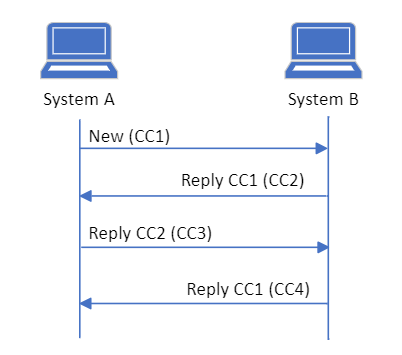 System A
System B
New (CC1)
Reply CC1 (CC2)
Reply CC2 (CC3)
Reply CC1 (CC4)